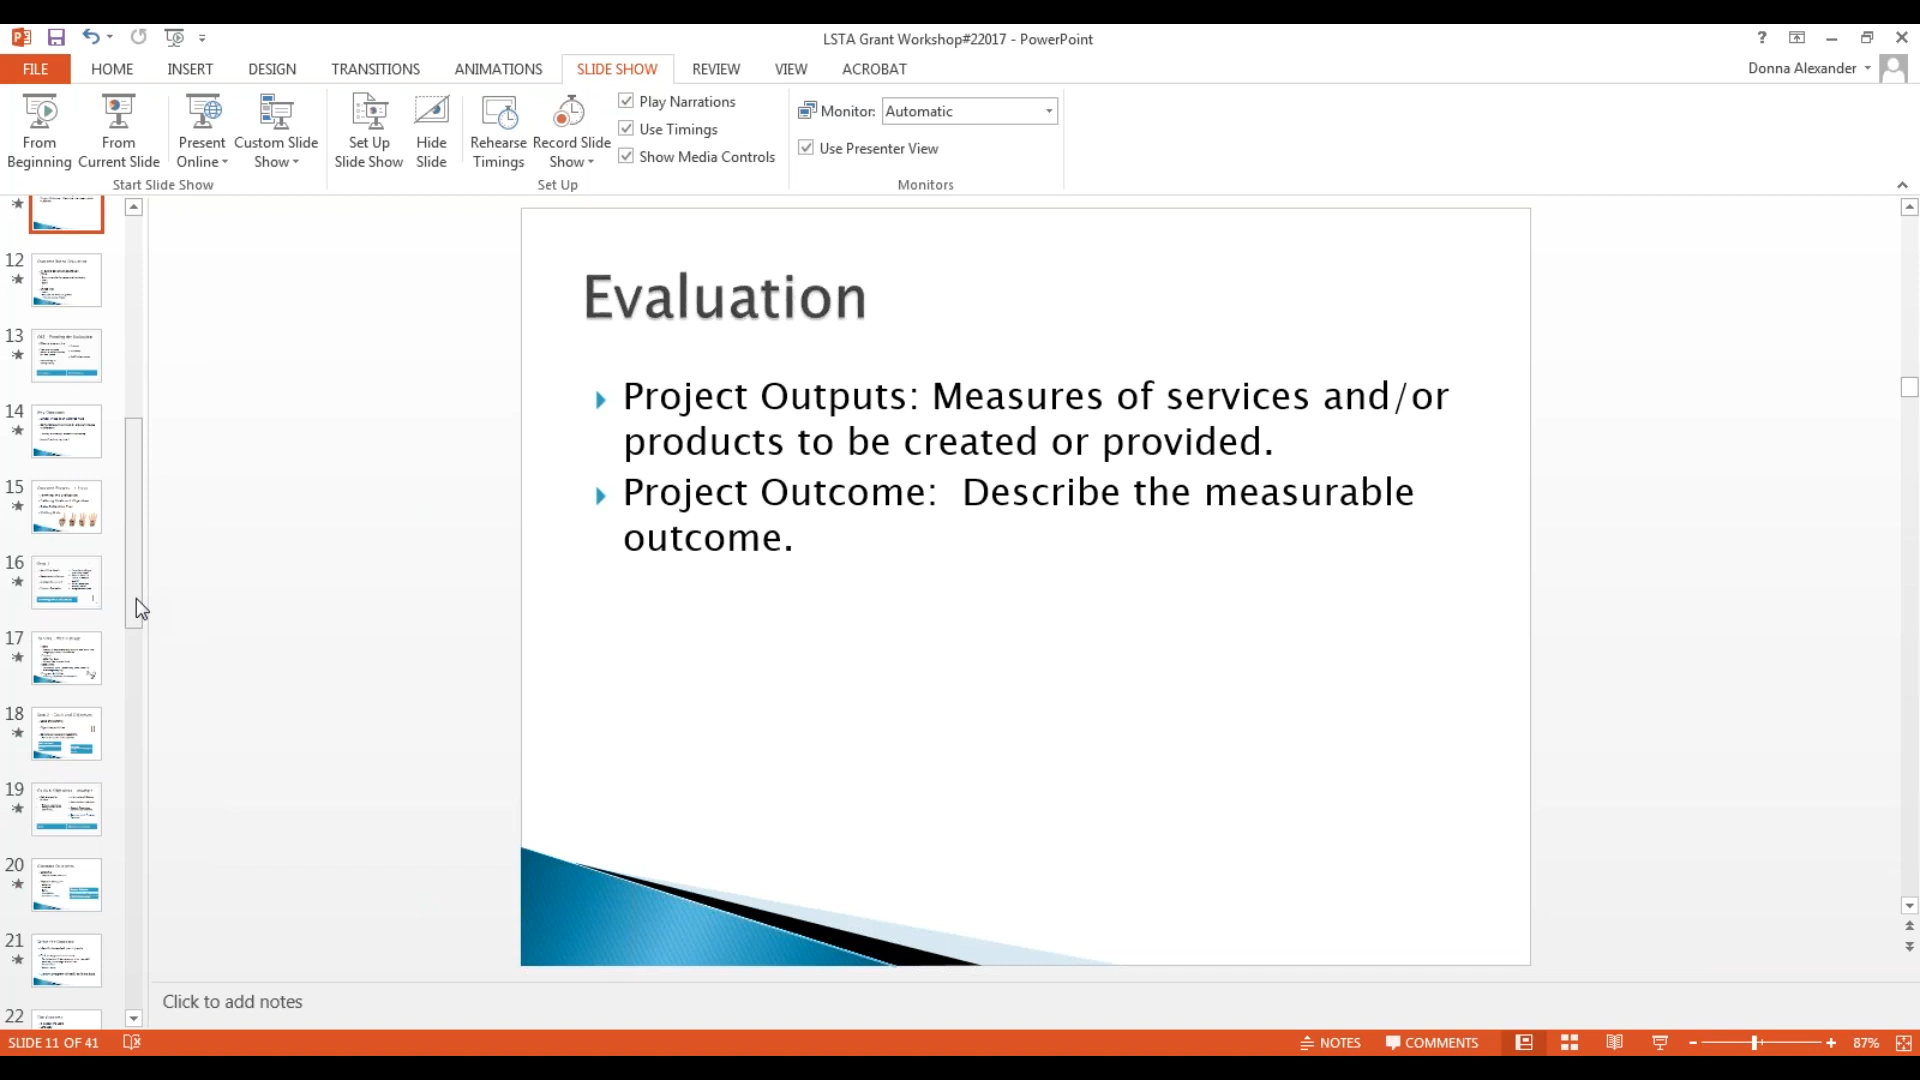 LSTA Grant Workshop#22017 - PowerPoint
?
FILE HOME INSERT DESIGN TRANSITIONS ANIMATIONS SLIDE SHOW REVIEW VIEW ACROBAT
Donna Alexander
From Beginning
From Current Slide
Present Online
Custom Slide Show
Start Slide Show
Set Up Slide Show
Hide Slide
Rehearse Timings
Record Slide Show
Play Narrations
Use Timings
Show Media Controls
Set Up
Monitor: Automatic
Use Presenter View
Monitors
12
13
14
15
16
17
18
19
20
21
22
Evaluation
Project Outputs: Measures of services and/or
products to be created or provided.
Project Outcome: Describe the measurable
outcome.
Click to add notes
SLIDE 11 OF 41
NOTES
COMMENTS
87%